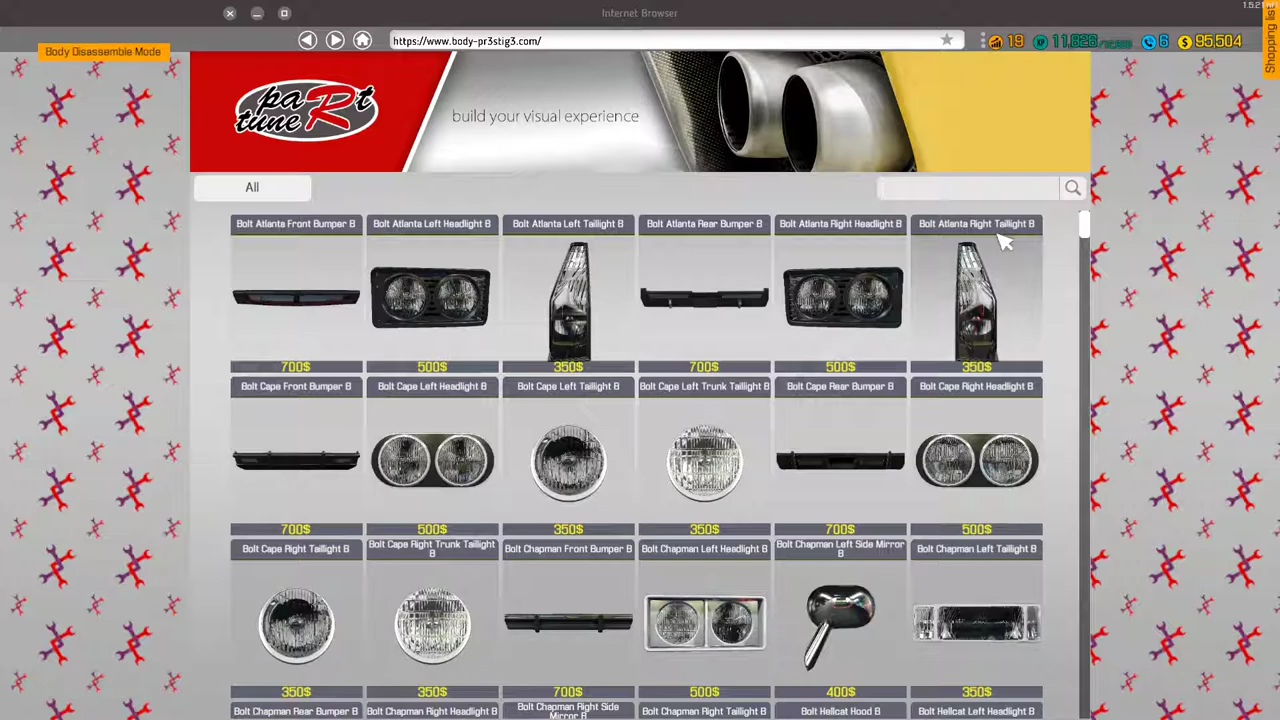 Internet Browser
1.5.2
Body Disassemble Mode
https://www.body-pr3stig3.com/
19
6
95,504
Shopping list
paRt
tune
build your visual experience
All
Bolt Atlanta Front Bumper B
Bolt Atlanta Left Headlight B
Bolt Atlanta Left Taillight B
Bolt Atlanta Rear Bumper B
Bolt Atlanta Right Headlight B
Bolt Atlanta Right Taillight B
700$
500$
350$
700$
500$
350$
Bolt Cape Front Bumper B
Bolt Cape Left Headlight B
Bolt Cape Left Taillight B
Bolt Cape Left Trunk Taillight B
Bolt Cape Rear Bumper B
Bolt Cape Right Headlight B
700$
500$
350$
350$
700$
500$
Bolt Cape Right Taillight B
Bolt Cape Right Trunk Taillight
B
Bolt Chapman Front Bumper B
Bolt Chapman Left Headlight B
Bolt Chapman Left Side Mirror
B
Bolt Chapman Left Taillight B
350$
350$
700$
500$
400$
350$
Bolt Chapman Rear Bumper B
Bolt Chapman Right Headlight B
Bolt Chapman Right Side
Mirror B
Bolt Chapman Right Taillight B
Bolt Hellcat Hood B
Bolt Hellcat Left Headlight B